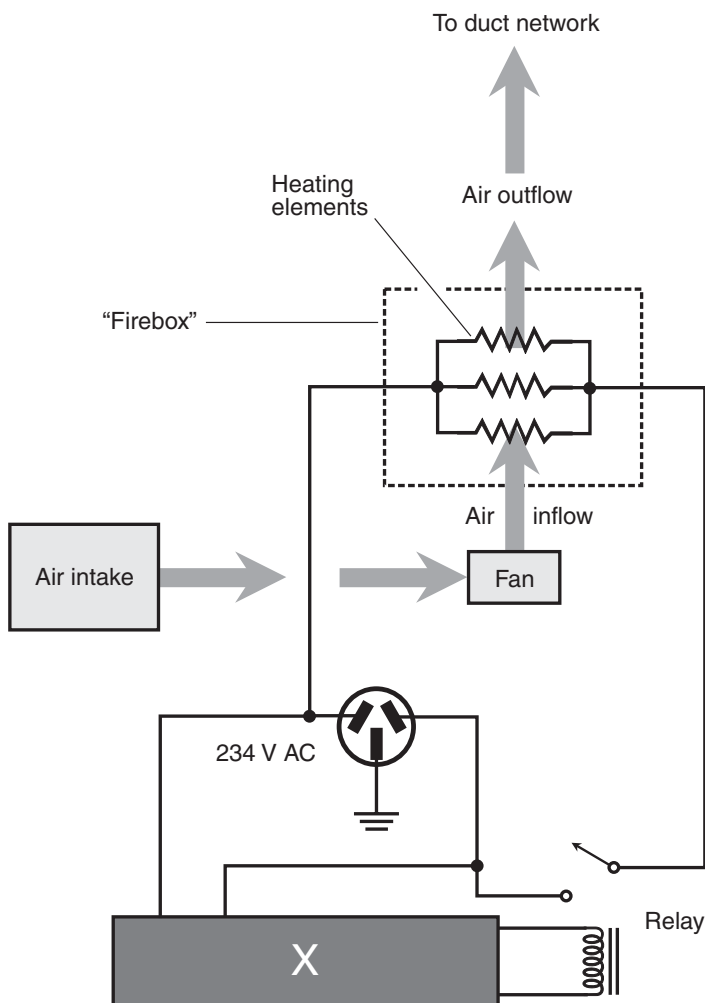 To duct network
Heating
elements
Air outflow
“Firebox”
Air inflow
Air intake
Fan
234 V AC
Relay
X